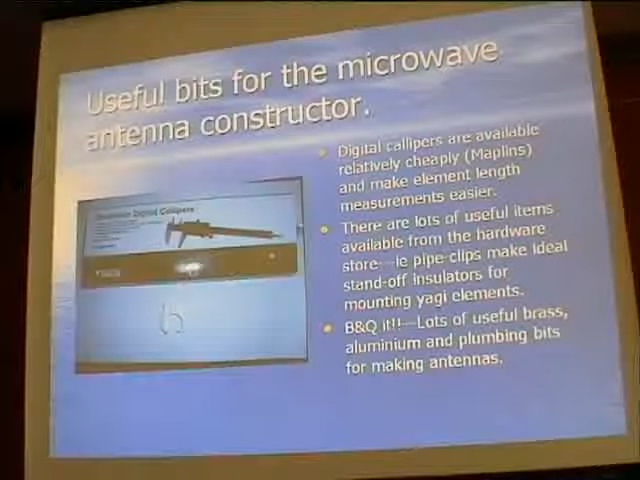 Useful bits for the microwave
antenna constructor.
Digital callipers are available
relatively cheaply (Maplins)
and make element length
measurements easier.
There are lots of useful items
available from the hardware
store---ie pipe-clips make ideal
stand-off insulators for
mounting yagi elements.
B&Q it!!---Lots of useful brass,
aluminium and plumbing bits
for making antennas.
Digital Callipers